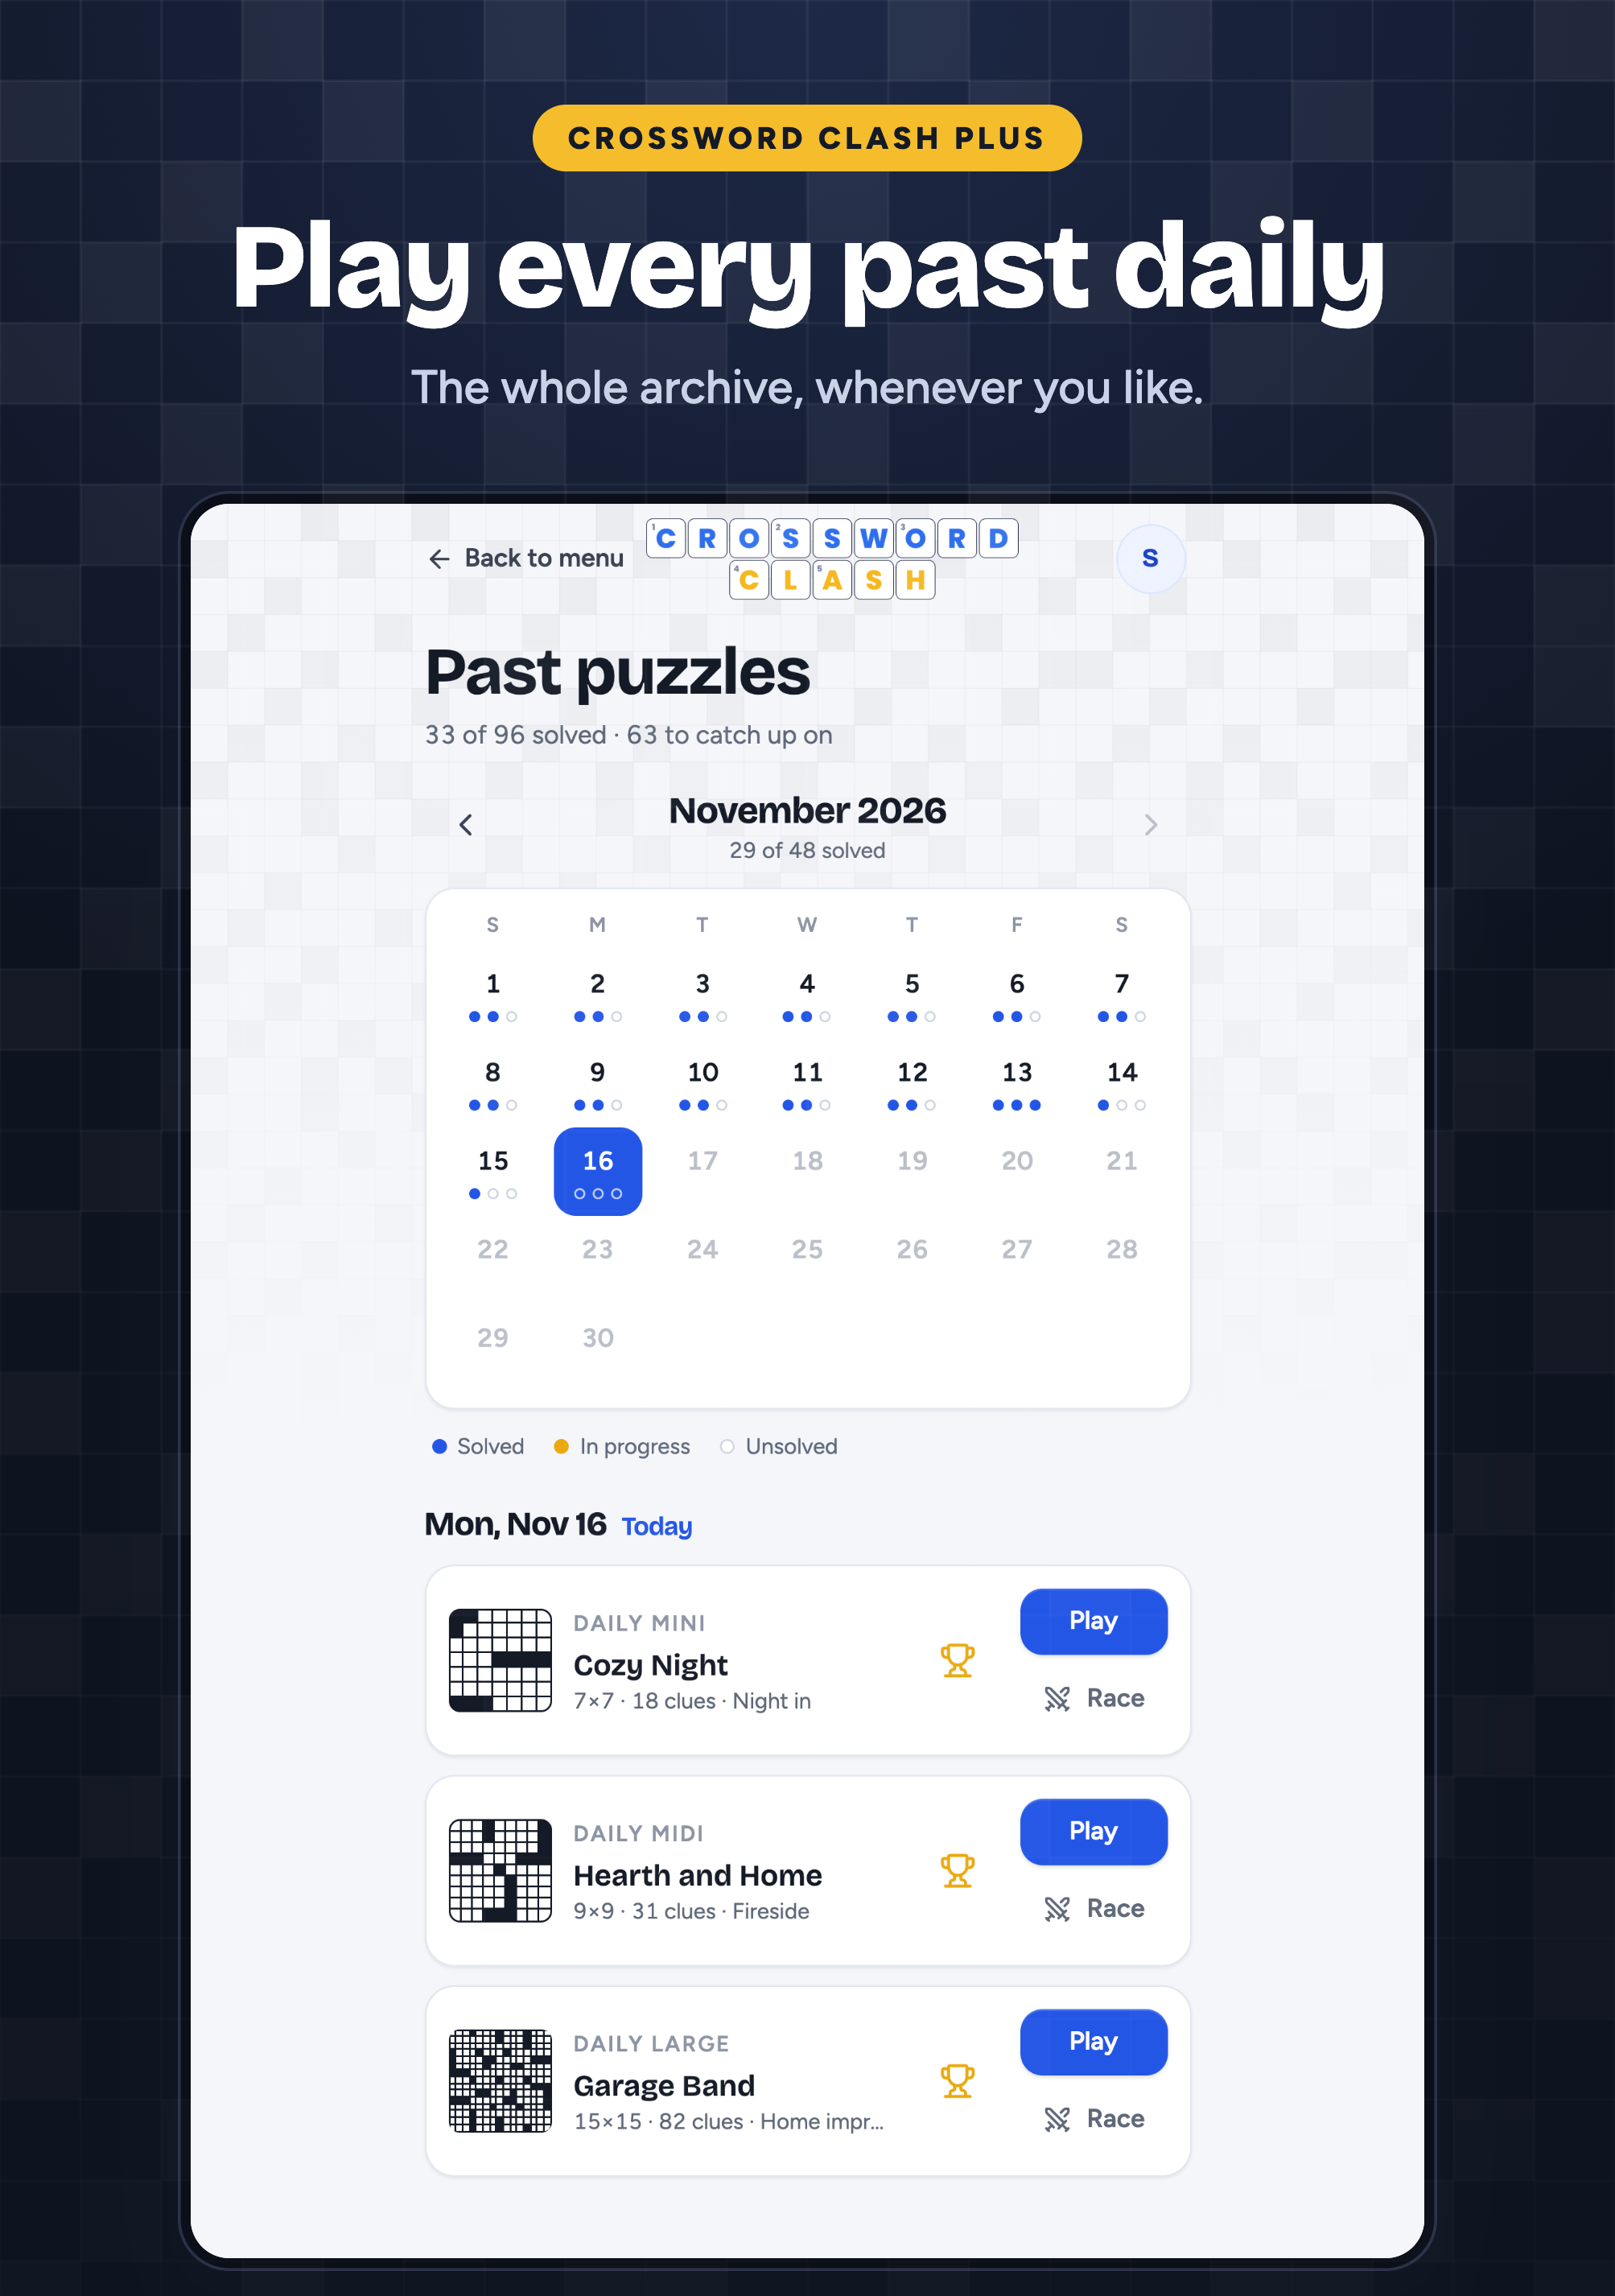 CROSSWORD CLASH PLUS
Play every past daily
The whole archive, whenever you like.
Back to menu
1 C R O 2 S S W 3 O R D
4 C L 5 A S H
S
Past puzzles
33 of 96 solved · 63 to catch up on
November 2026
29 of 48 solved
S M T W T F S
1 2 3 4 5 6 7
8 9 10 11 12 13 14
15 16 17 18 19 20 21
22 23 24 25 26 27 28
29 30
Solved In progress Unsolved
Mon, Nov 16 Today
DAILY MINI
Cozy Night
7×7 · 18 clues · Night in
Play
Race
DAILY MIDI
Hearth and Home
9×9 · 31 clues · Fireside
Play
Race
DAILY LARGE
Garage Band
15×15 · 82 clues · Home impr...
Play
Race